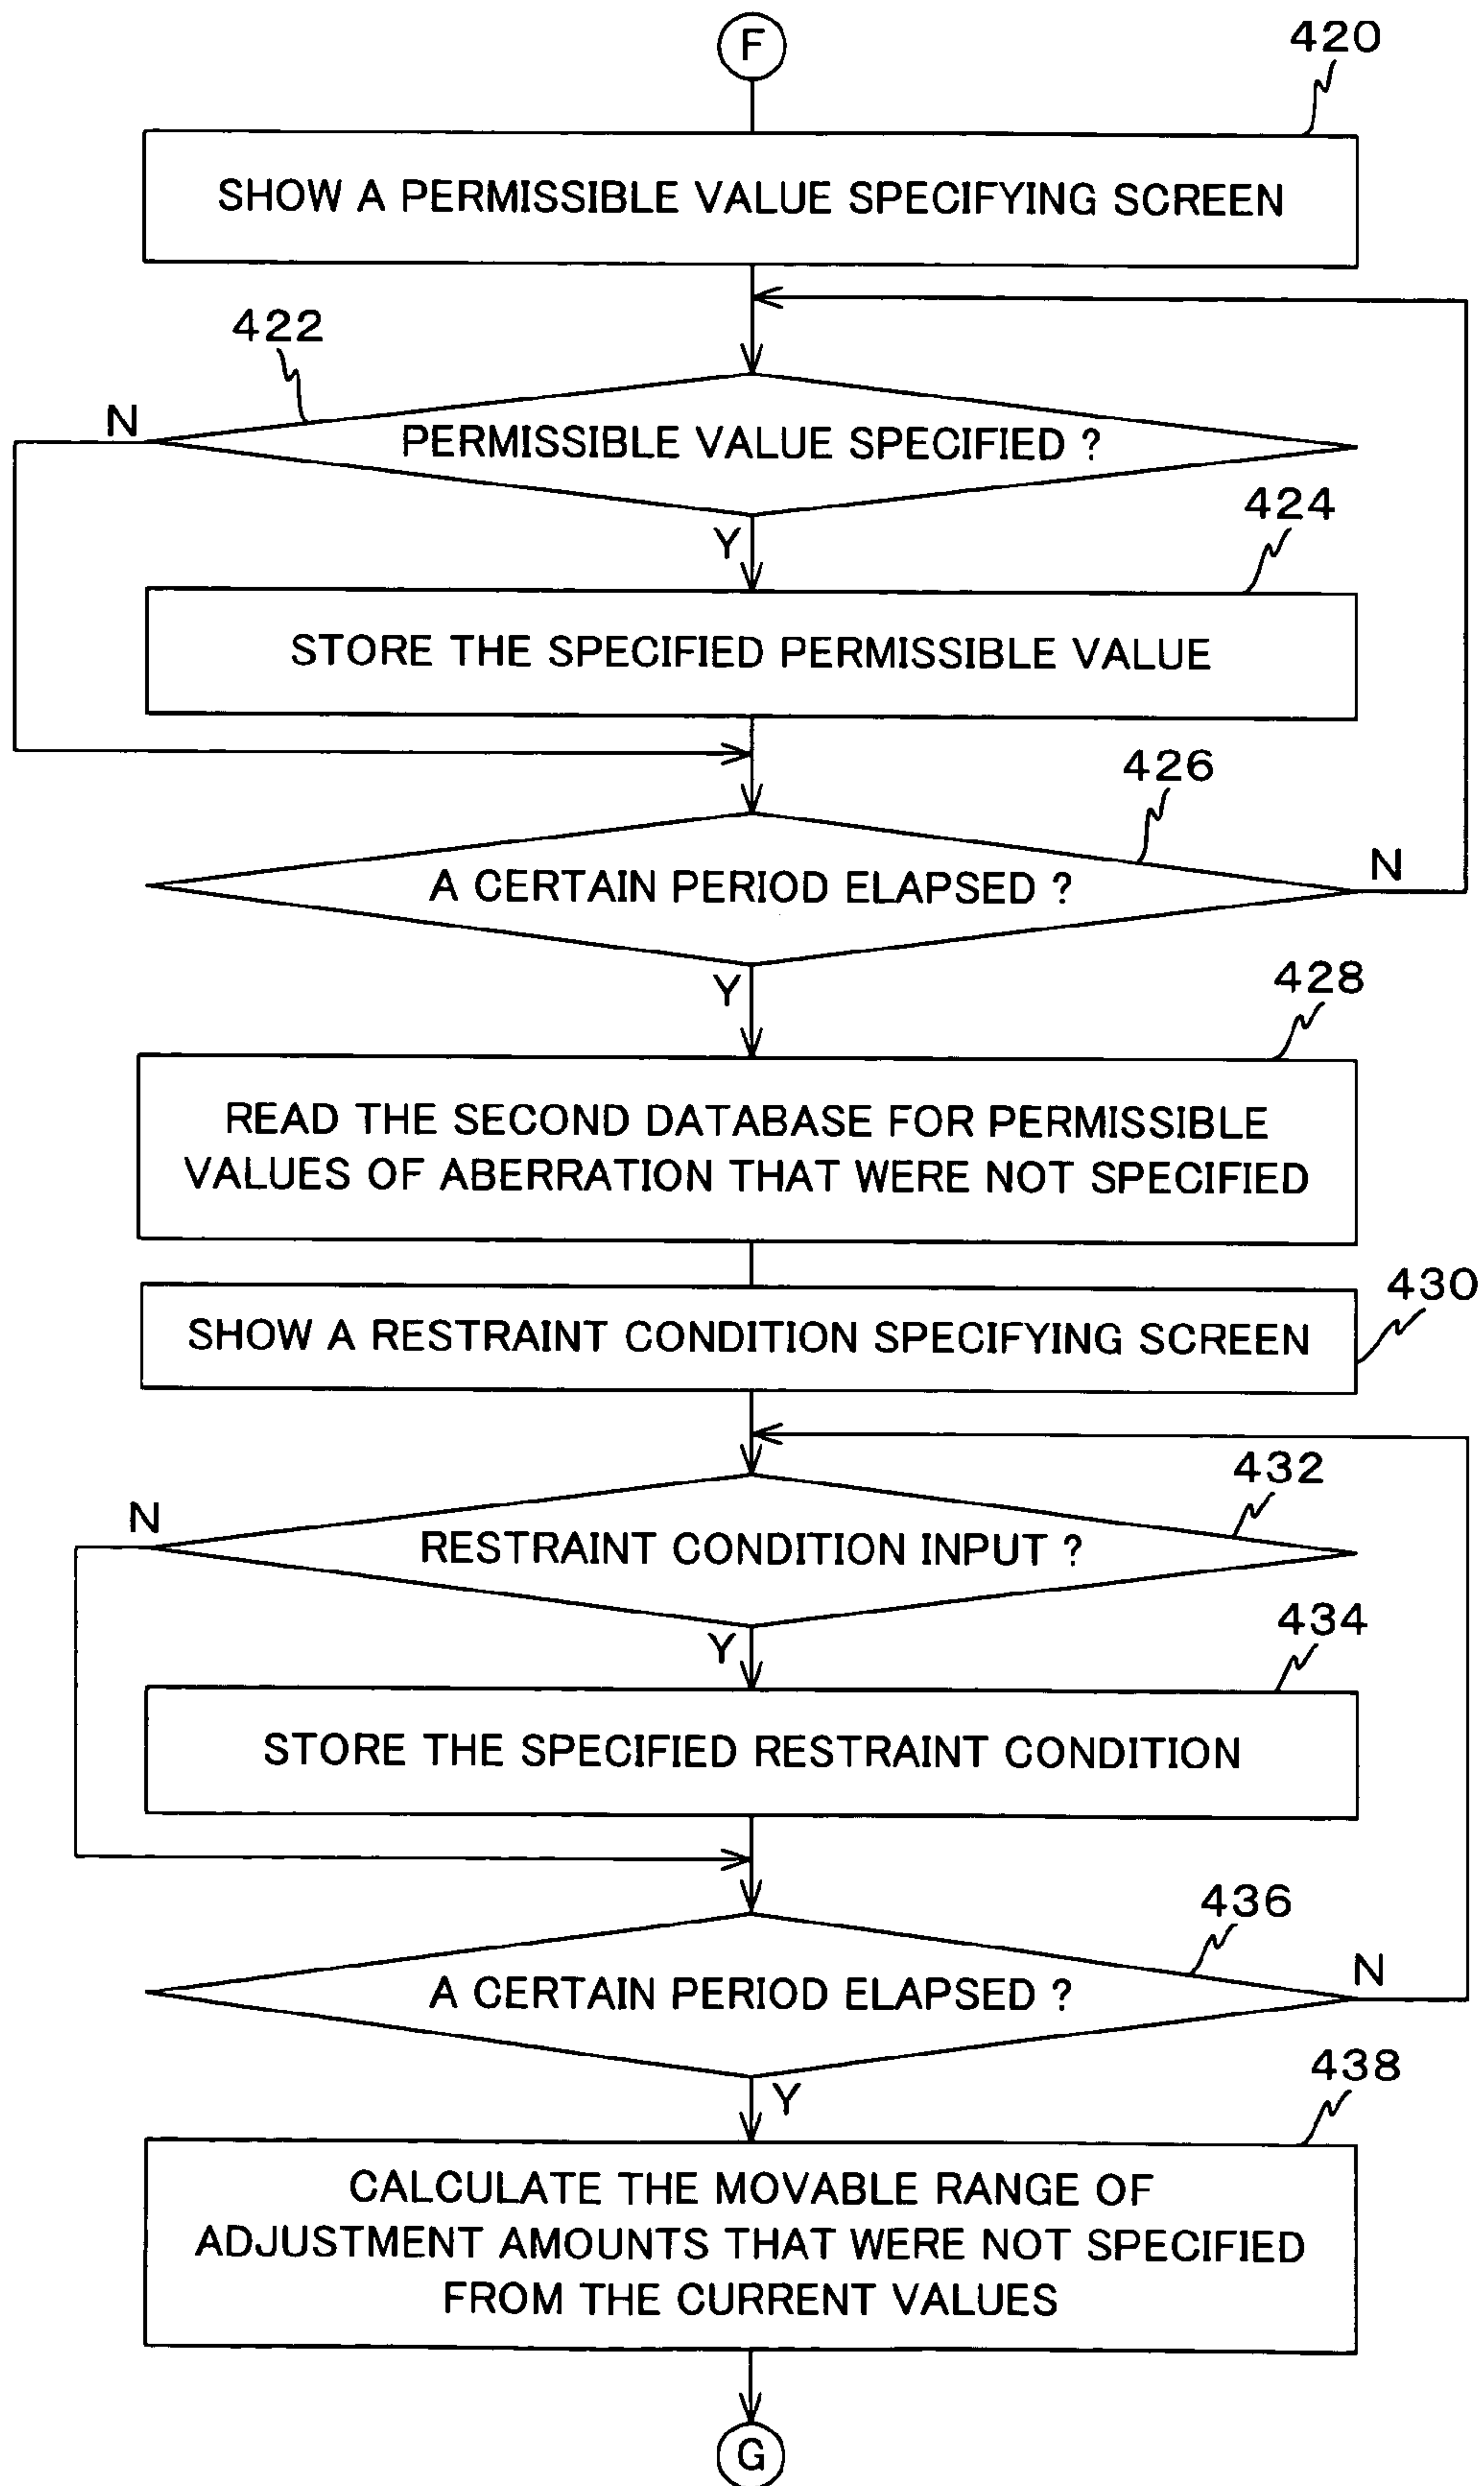 F
420
SHOW A PERMISSIBLE VALUE SPECIFYING SCREEN
422
N
PERMISSIBLE VALUE SPECIFIED ?
424
Y
STORE THE SPECIFIED PERMISSIBLE VALUE
426
N
A CERTAIN PERIOD ELAPSED ?
Y
428
READ THE SECOND DATABASE FOR PERMISSIBLE
VALUES OF ABERRATION THAT WERE NOT SPECIFIED
430
SHOW A RESTRAINT CONDITION SPECIFYING SCREEN
432
N
RESTRAINT CONDITION INPUT ?
434
Y
STORE THE SPECIFIED RESTRAINT CONDITION
436
N
A CERTAIN PERIOD ELAPSED ?
438
Y
CALCULATE THE MOVABLE RANGE OF
ADJUSTMENT AMOUNTS THAT WERE NOT SPECIFIED
FROM THE CURRENT VALUES
G